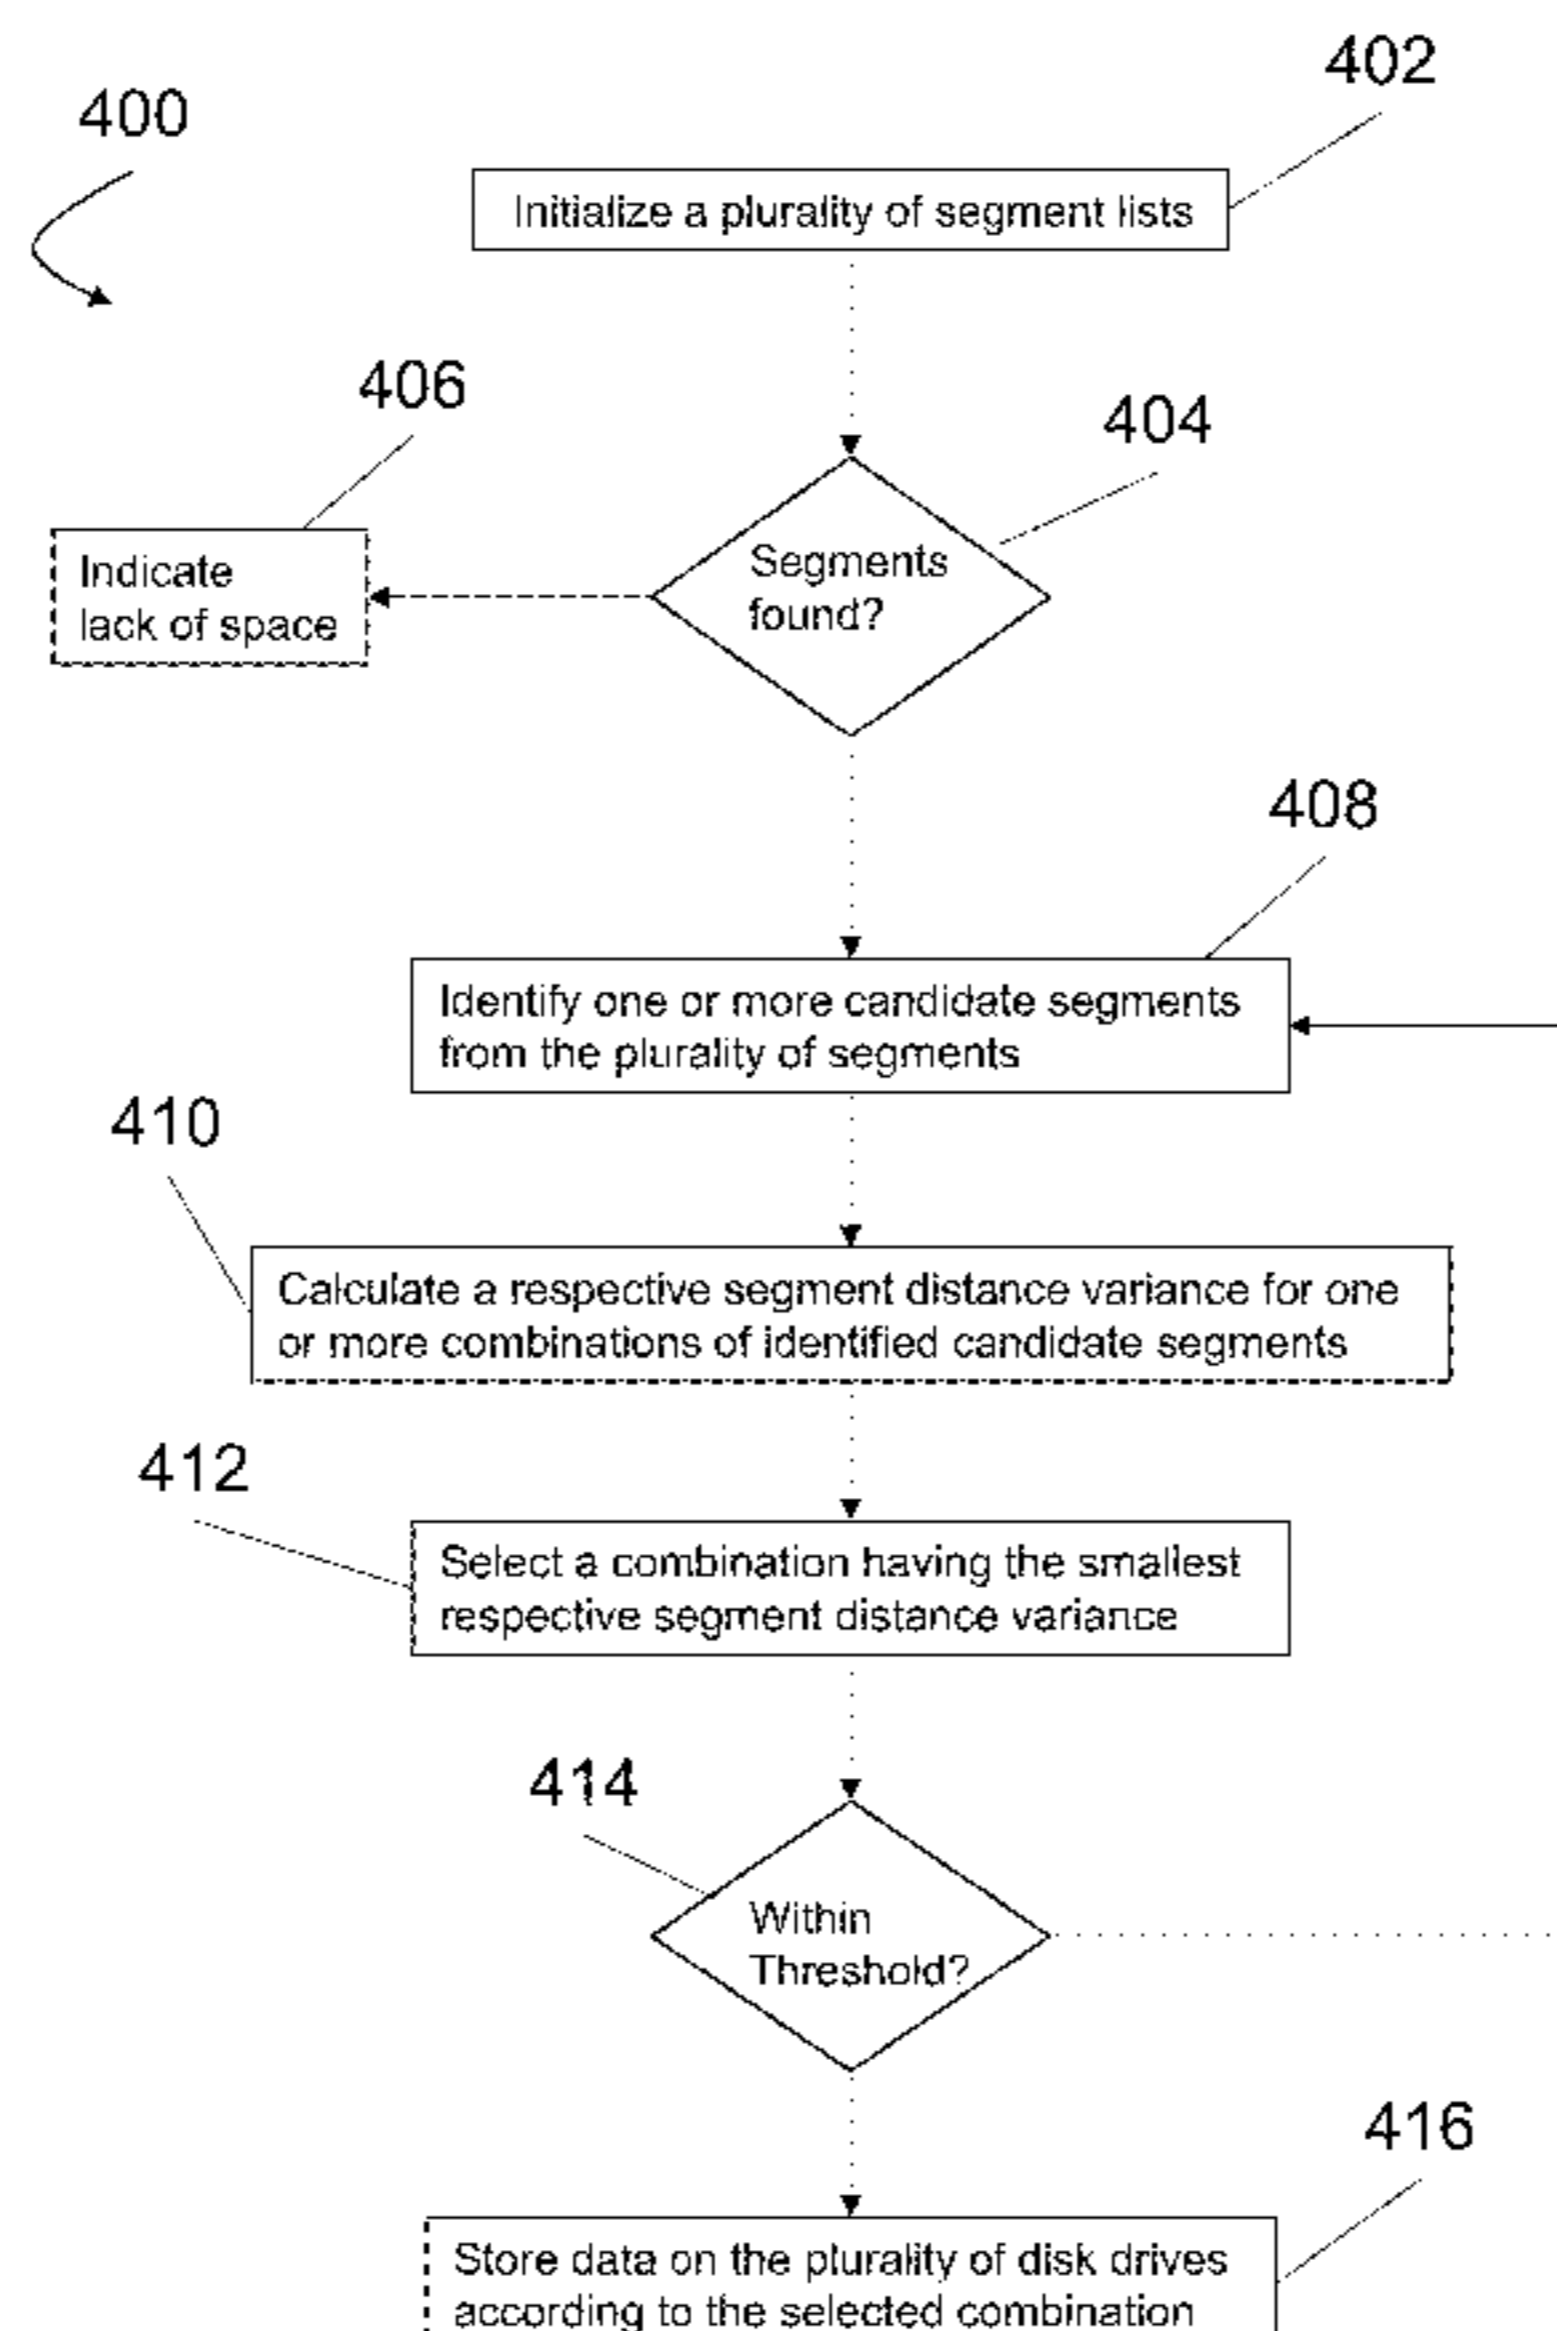 402
400
Initialize a plurality of segment lists
406
404
Segments
found?
Indicate
lack of space
408
Identify one or more candidate segments
from the plurality of segments
410
Calculate a respective segment distance variance for one
or more combinations of identified candidate segments
412
Select a combination having the smallest
respective segment distance variance
414
Within
Threshold?
416
Store data on the plurality of disk drives
according to the selected combination